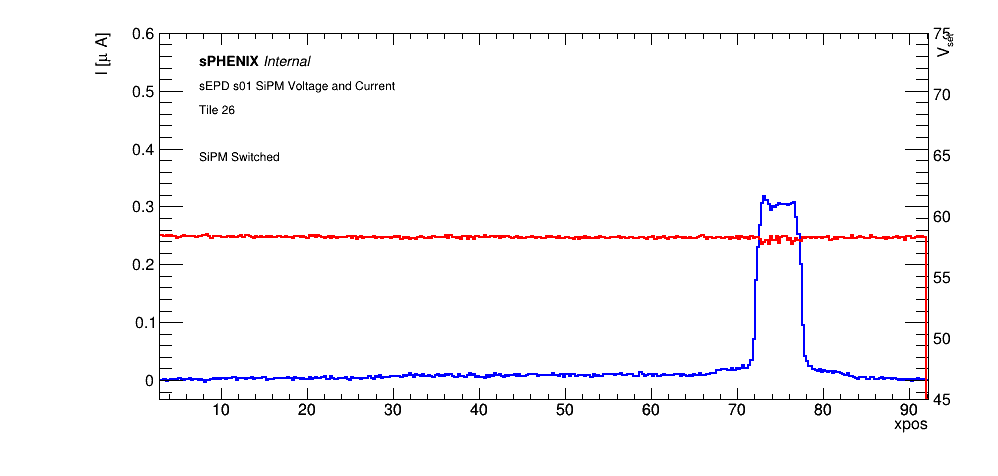 I [μ A]
0.6
0.5
0.4
0.3
0.2
0.1
0
sPHENIX Internal
sEPD s01 SiPM Voltage and Current
Tile 26
SiPM Switched
75
Vset
70
65
60
55
50
45
10 20 30 40 50 60 70 80 90
xpos